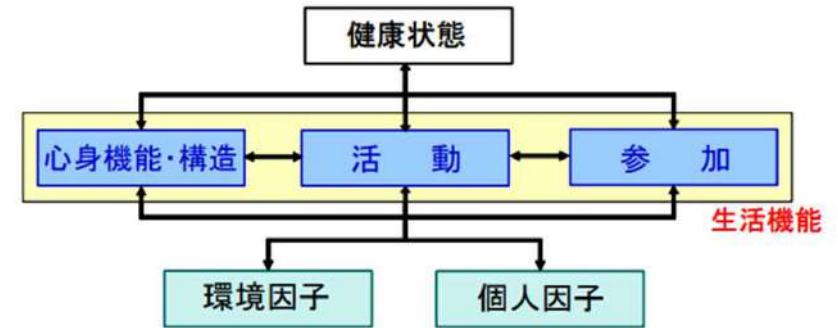 健康状態
心身機能・構造
活 動
参 加
生活機能
環境因子
個人因子